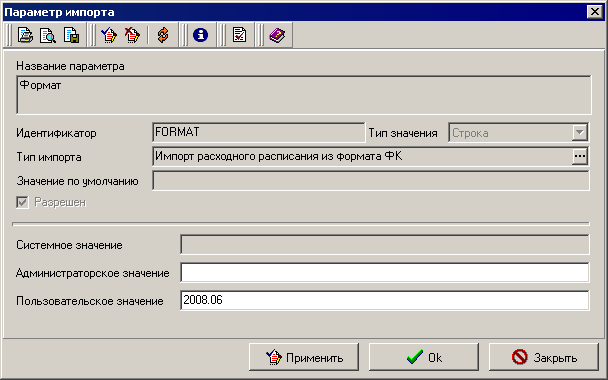 Параметр импорта
Название параметра
Формат
Идентификатор FORMAT Тип значения Строка
Тип импорта Импорт расходного расписания из формата ФК ...
Значение по умолчанию
Разрешен
Системное значение
Администраторское значение
Пользовательское значение 2008.06
Применить Ok Закрыть